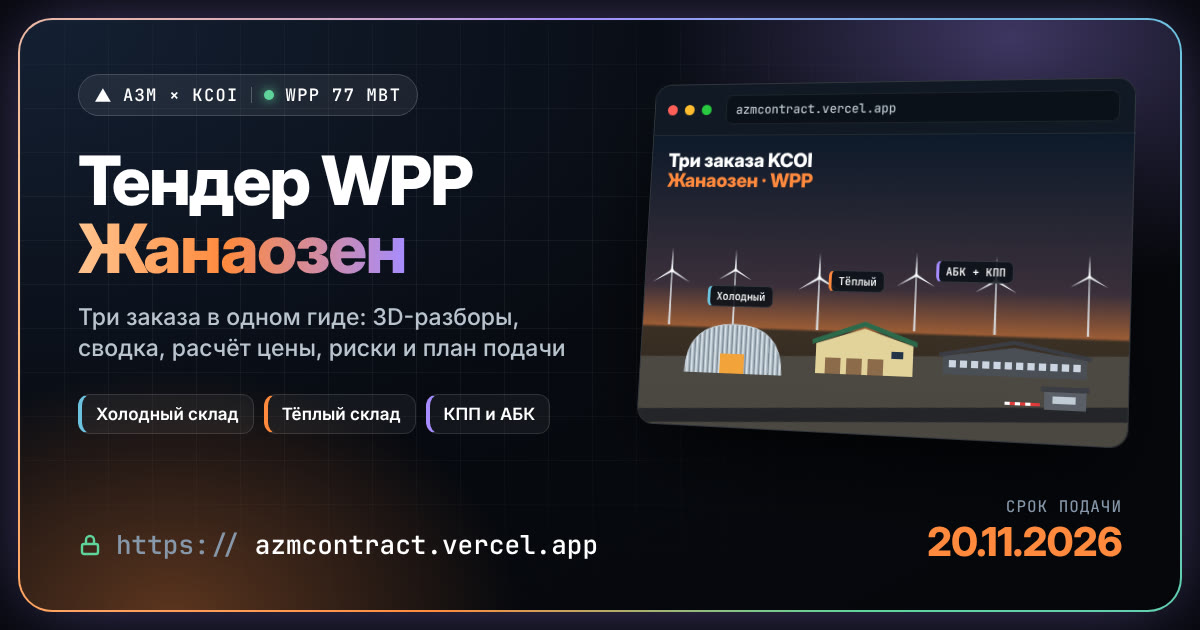 АЗМ × KCOI | WPP 77 МВТ
Тендер WPP
Жанаозен
Три заказа в одном гиде: 3D-разборы,
сводка, расчёт цены, риски и план подачи
Холодный склад
Тёплый склад
КПП и АБК
https:// azmcontract.vercel.app
azmcontract.vercel.app
Три заказа KCOI
Жанаозен · WPP
Холодный
Тёплый
АБК + КПП
СРОК ПОДАЧИ
20.11.2026